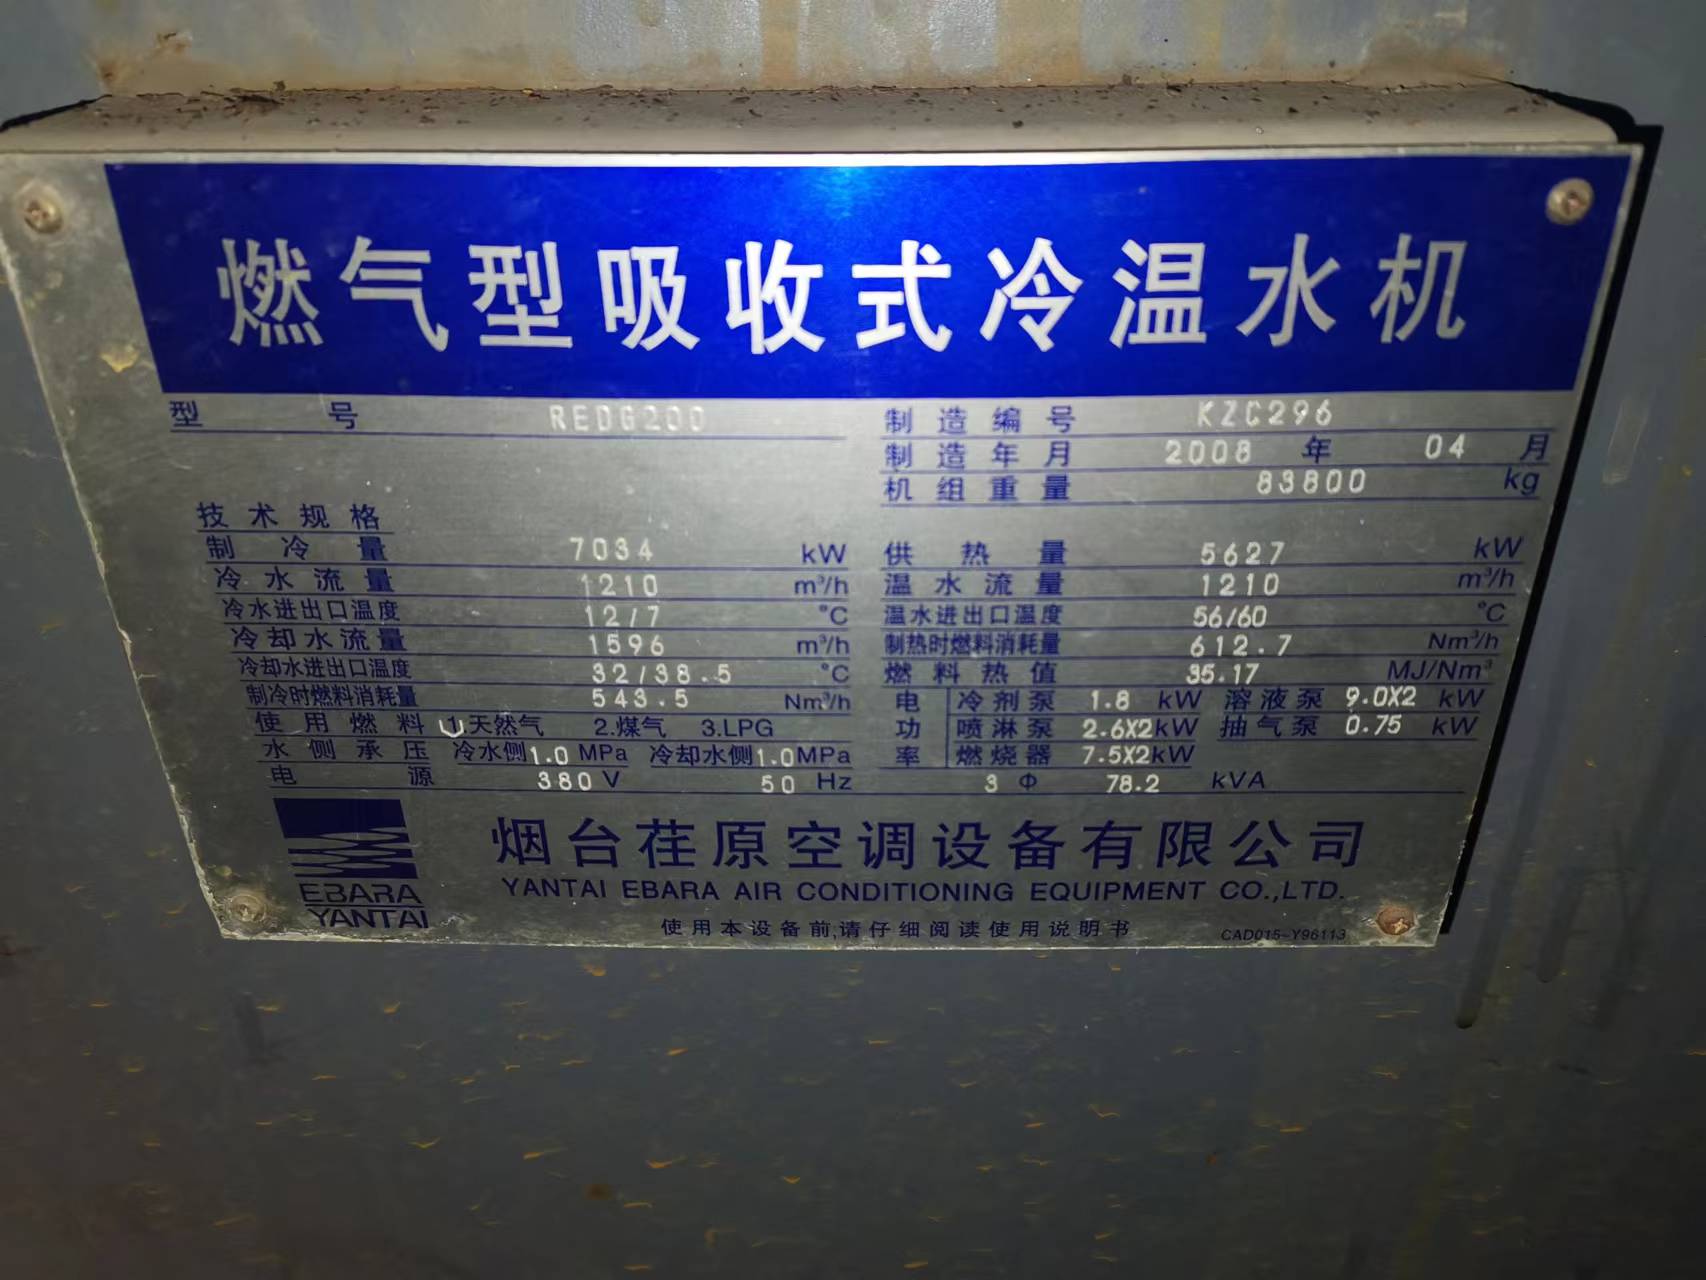 燃气型吸收式冷温水机
型号 REDG200
制造编号 KZC296
制造年月 2008 年 04 月
机组重量 83800 kg
技术规格
制冷量 7034 kW 供热量 5627 kW
冷水流量 1210 m³/h 温水流量 1210 m³/h
冷水进出口温度 12/7 °C 温水进出口温度 56/60 °C
冷却水流量 1596 m³/h 制热时燃料消耗量 612.7 Nm³/h
冷却水进出口温度 32/38.5 °C 燃料热值 35.17 MJ/Nm³
制冷时燃料消耗量 543.5 Nm³/h 电功率 冷剂泵 1.8 kW 溶液泵 9.0X2 kW
使用燃料 1.天然气 2.煤气 3.LPG 喷淋泵 2.6X2kW 抽气泵 0.75 kW
水侧承压 冷水侧1.0 MPa 冷却水侧1.0MPa 燃烧器 7.5X2kW
电源 380 V 50 Hz 3 Φ 78.2 kVA
EBARA
YANTAI
烟台荏原空调设备有限公司
YANTAI EBARA AIR CONDITIONING EQUIPMENT CO.,LTD.
使用本设备前,请仔细阅读使用说明书
CAD015-Y96113